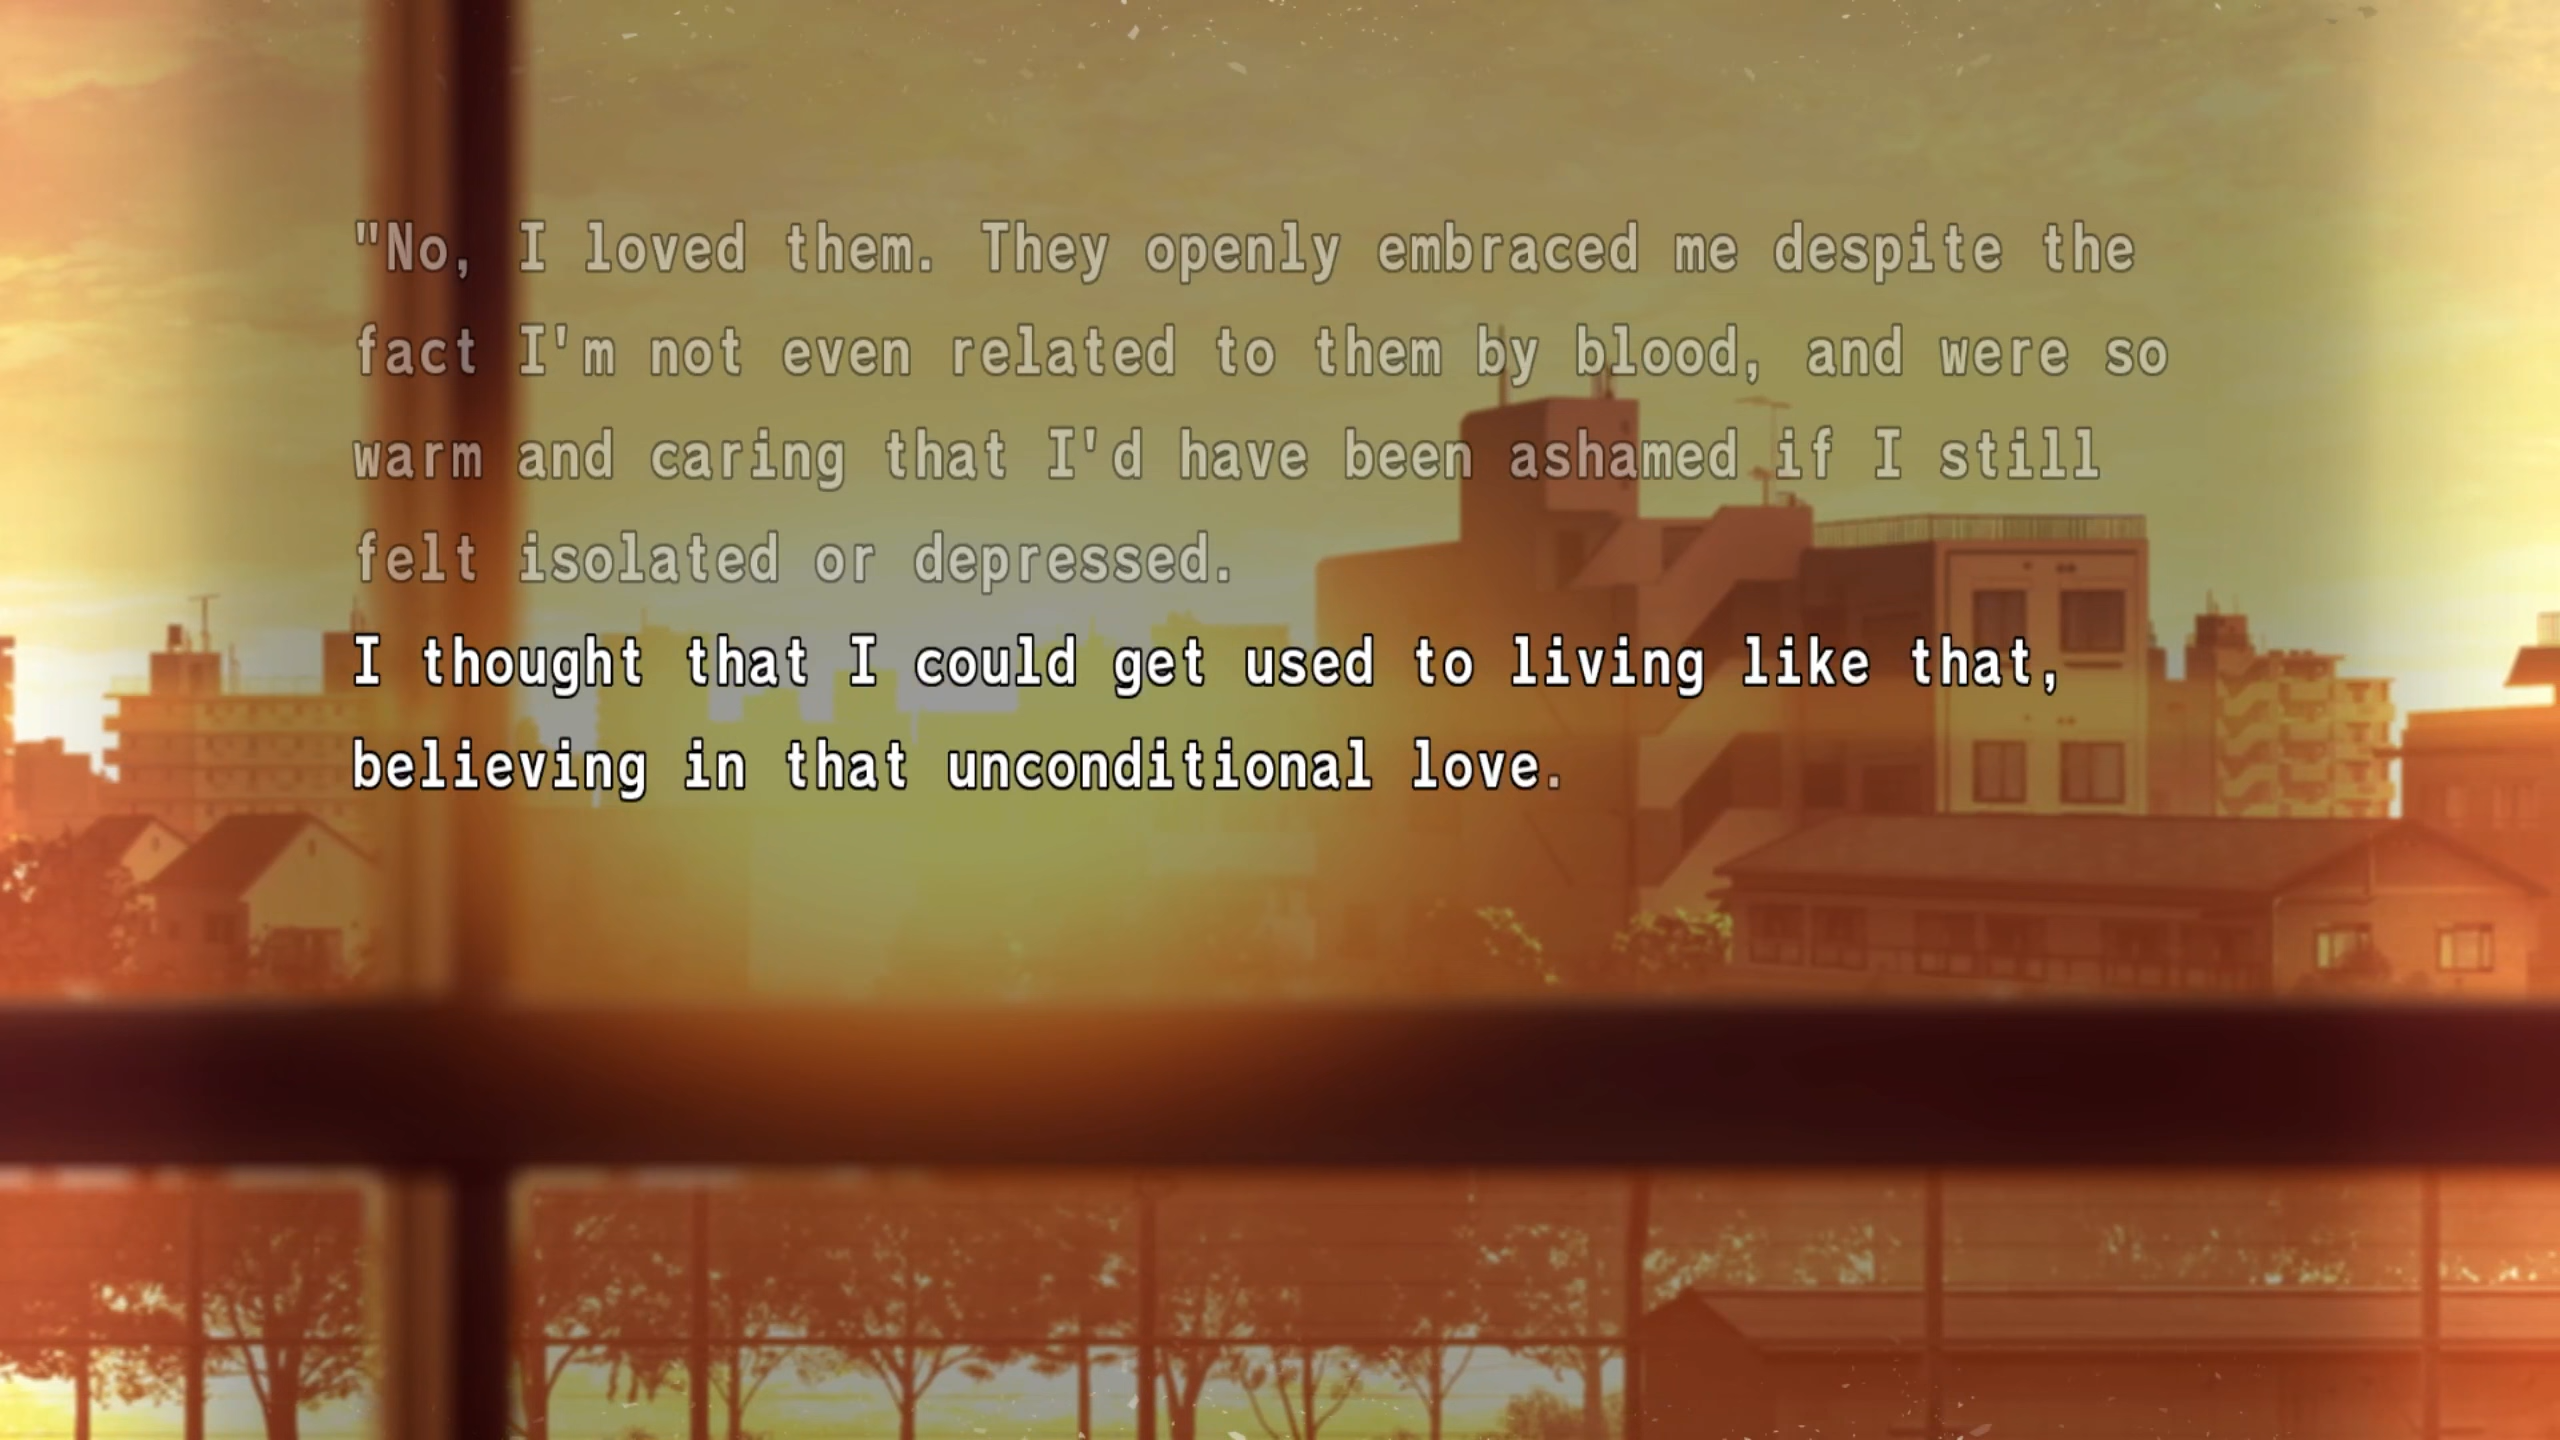 "No, I loved them. They openly embraced me despite the
fact I'm not even related to them by blood, and were so
warm and caring that I'd have been ashamed if I still
felt isolated or depressed.
I thought that I could get used to living like that,
believing in that unconditional love.